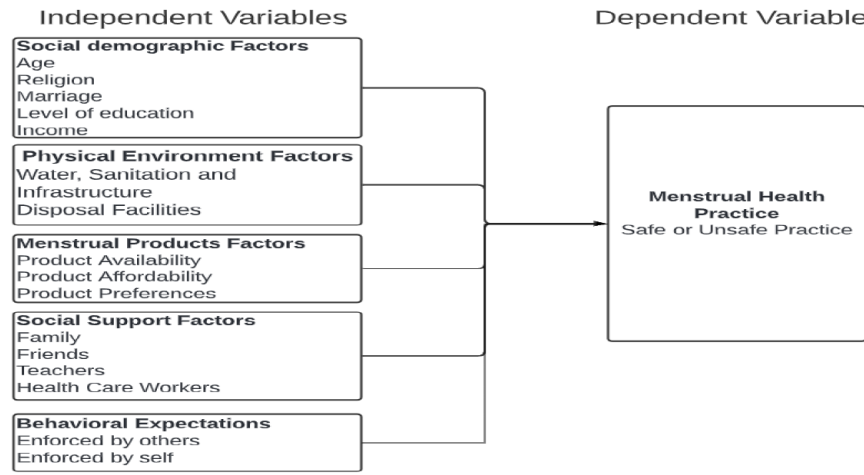 Independent Variables
Dependent Variable
Social demographic Factors
Age
Religion
Marriage
Level of education
Income
Physical Environment Factors
Water, Sanitation and
Infrastructure
Disposal Facilities
Menstrual Products Factors
Product Availability
Product Affordability
Product Preferences
Social Support Factors
Family
Friends
Teachers
Health Care Workers
Behavioral Expectations
Enforced by others
Enforced by self
Menstrual Health
Practice
Safe or Unsafe Practice